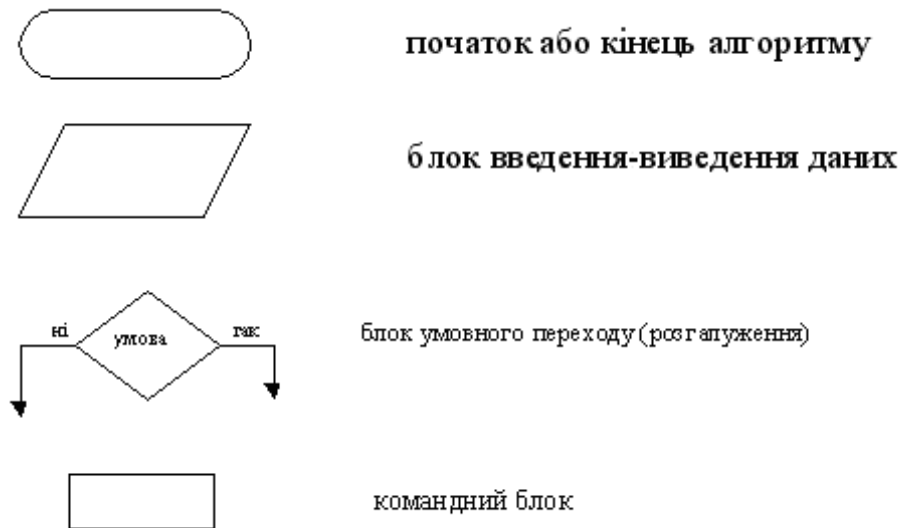 початок або кінець алгоритму
блок введення-виведення даних
ні
умова
так
блок умовного переходу (розгалуження)
командний блок